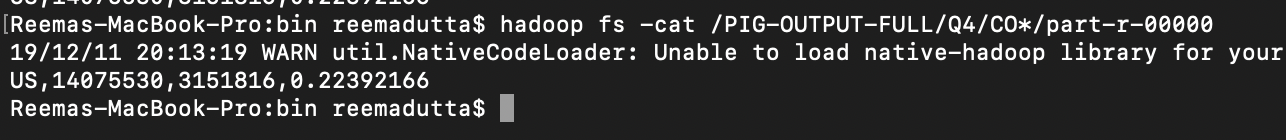 [Reemas-MacBook-Pro:bin reemadutta$ hadoop fs -cat /PIG-OUTPUT-FULL/Q4/CO*/part-r-00000
19/12/11 20:13:19 WARN util.NativeCodeLoader: Unable to load native-hadoop library for your
US,14075530,3151816,0.22392166
Reemas-MacBook-Pro:bin reemadutta$